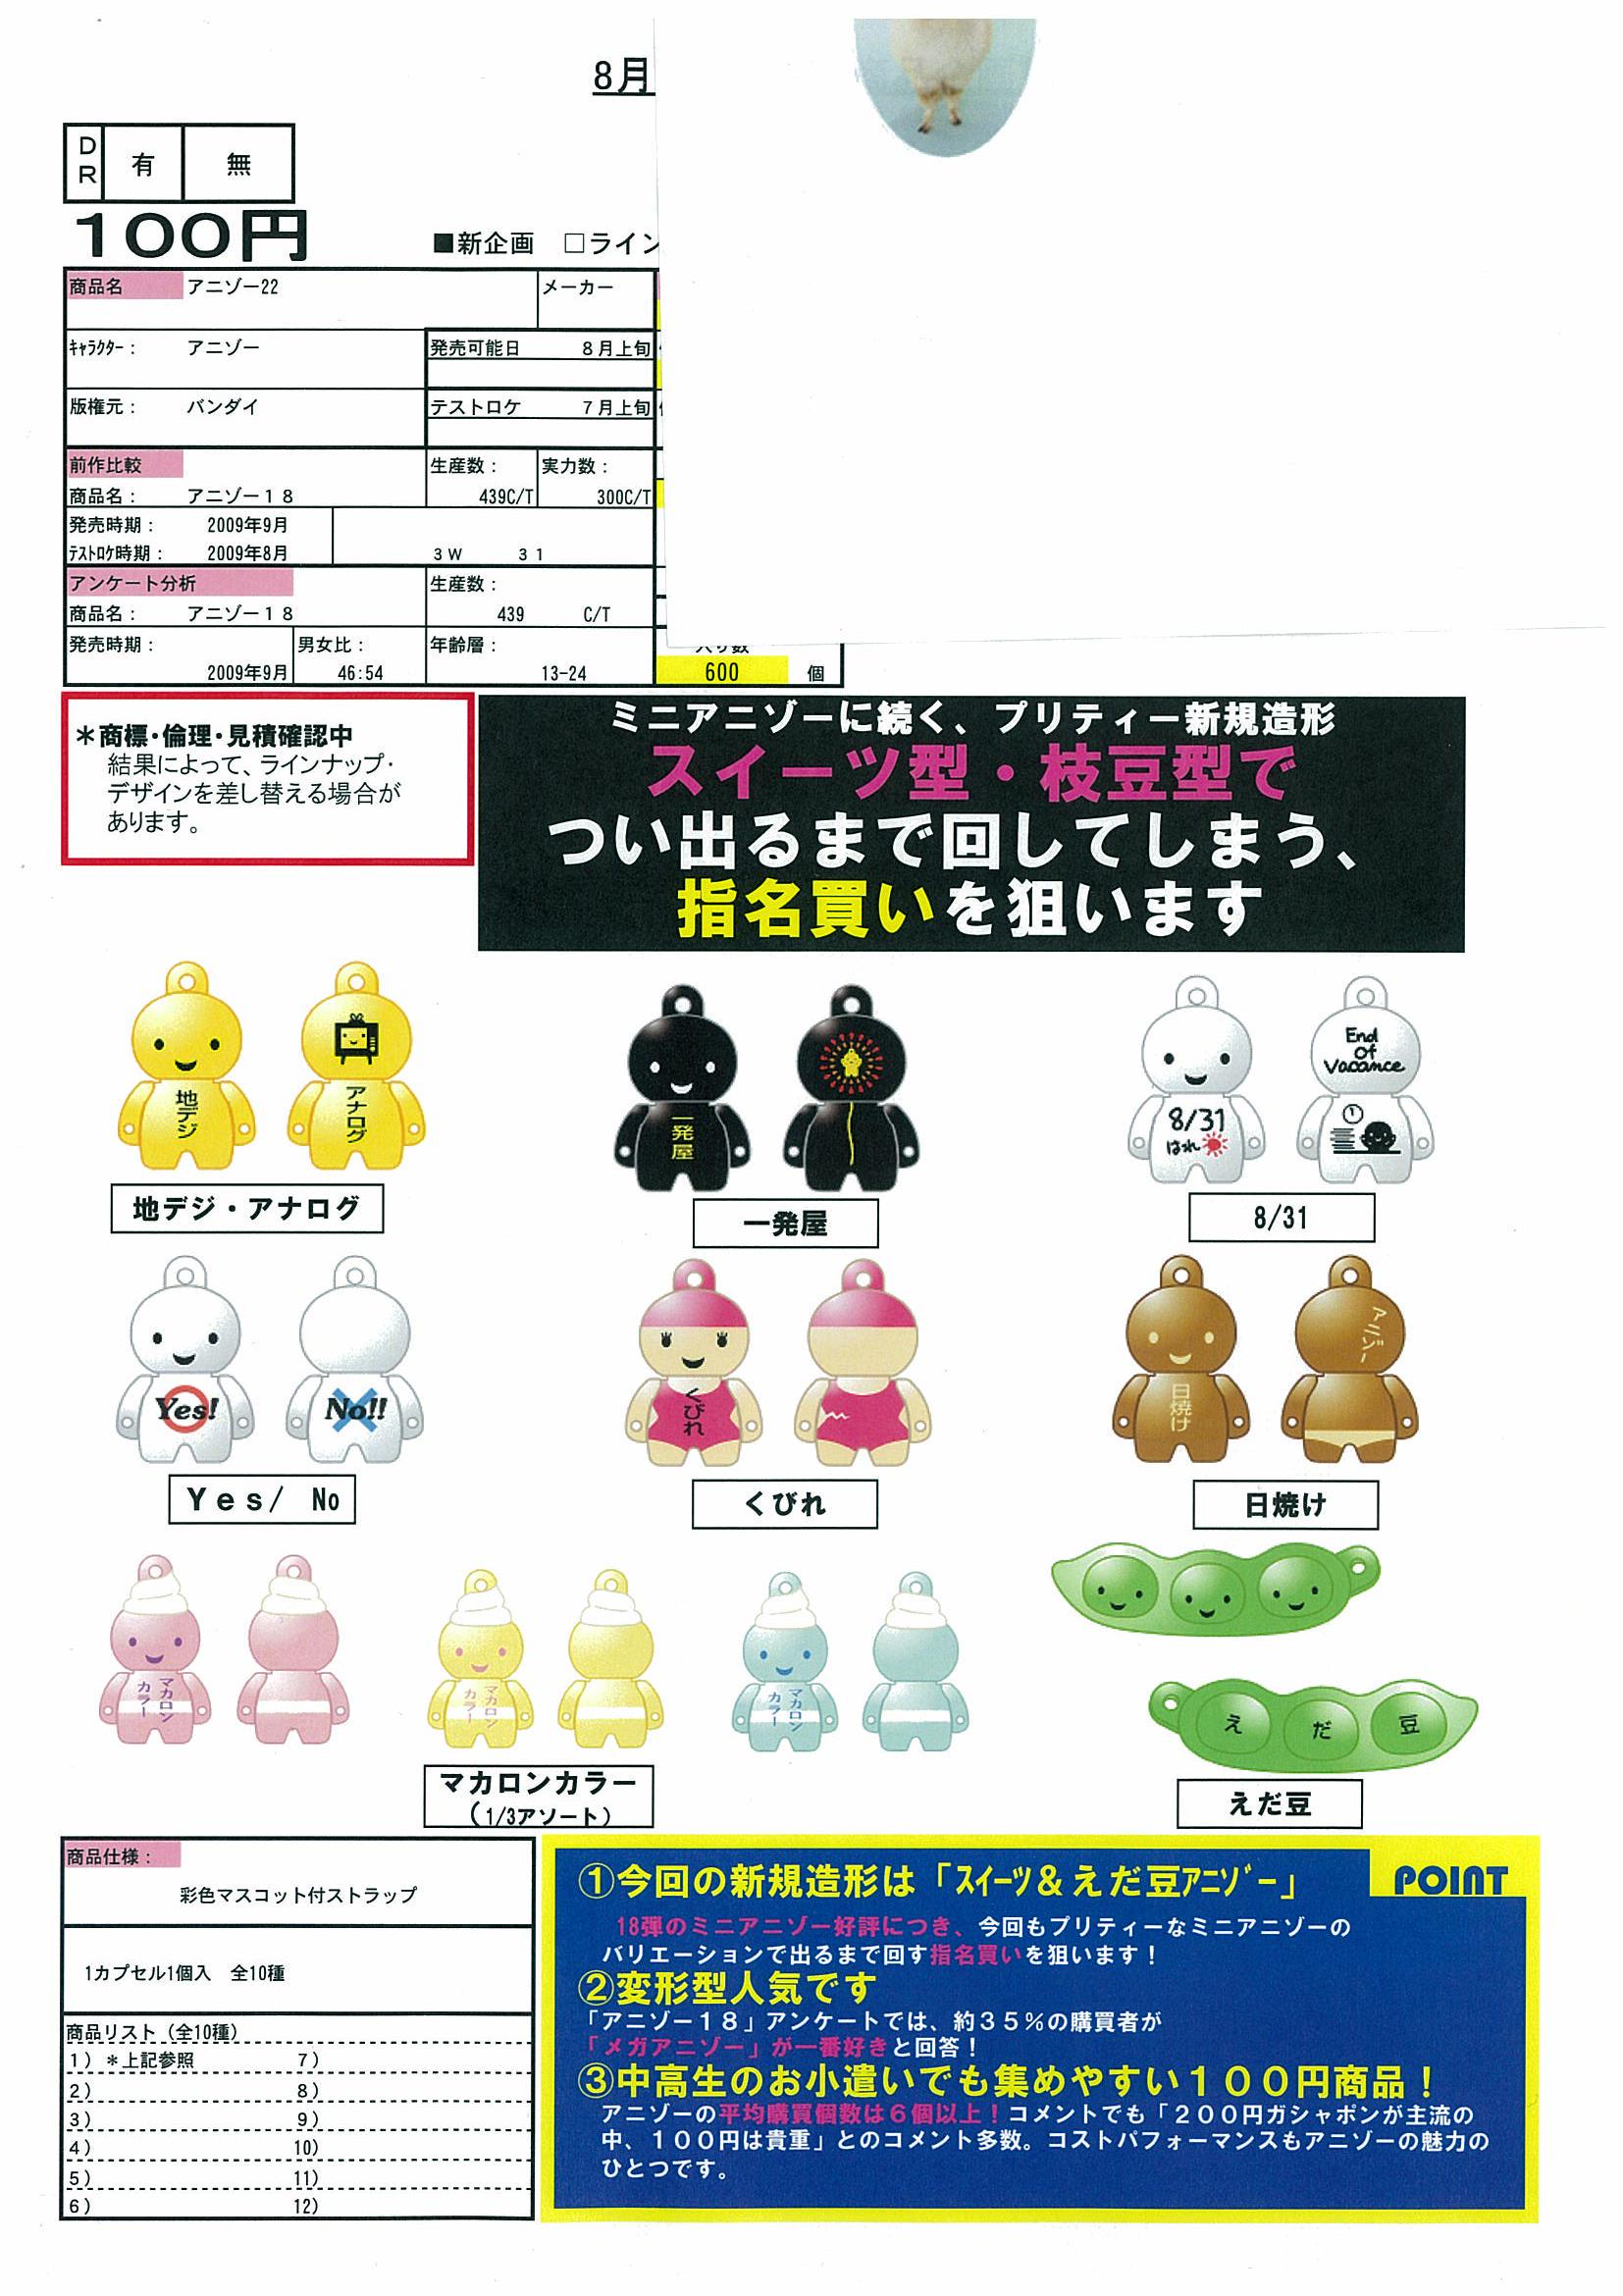 8月
DR 有 無
100円
■新企画 □ライン
商品名 アニゾー22 メーカー
ｷｬﾗｸﾀｰ： アニゾー 発売可能日 8月上旬
版権元： バンダイ テストロケ 7月上旬
前作比較 生産数： 実力数：
商品名： アニゾー１８ 439C/T 300C/T
発売時期： 2009年9月
ﾃｽﾄﾛｹ時期： 2009年8月 3W 31
アンケート分析 生産数：
商品名： アニゾー１８ 439 C/T
発売時期： 男女比： 年齢層：
2009年9月 46:54 13-24 600 個
＊商標・倫理・見積確認中
結果によって、ラインナップ・
デザインを差し替える場合が
あります。
ミニアニゾーに続く、プリティー新規造形
スイーツ型・枝豆型で
つい出るまで回してしまう、
指名買いを狙います
地デジ
アナログ
一発屋
8/31
はれ
End
of
Vacance
地デジ・アナログ
一発屋
8/31
Yes!
No!!
くびれ
日焼け
アニゾー
Ｙｅｓ/ No
くびれ
日焼け
マカロン
カラー
マカロン
カラー
マカロン
カラー
えだ豆
マカロンカラー
（1/3アソート）
えだ豆
商品仕様：
彩色マスコット付ストラップ
1カプセル1個入 全10種
商品リスト（全10種）
1）＊上記参照 7）
2） 8）
3） 9）
4） 10）
5） 11）
6） 12）
POINT
①今回の新規造形は「ｽｲｰﾂ＆えだ豆ｱﾆｿﾞｰ」
18弾のミニアニゾー好評につき、今回もプリティーなミニアニゾーの
バリエーションで出るまで回す指名買いを狙います！
②変形型人気です
「アニゾー１８」アンケートでは、約３５％の購買者が
「メガアニゾー」が一番好きと回答！
③中高生のお小遣いでも集めやすい１００円商品！
アニゾーの平均購買個数は６個以上！コメントでも「２００円ガシャポンが主流の
中、１００円は貴重」とのコメント多数。コストパフォーマンスもアニゾーの魅力の
ひとつです。